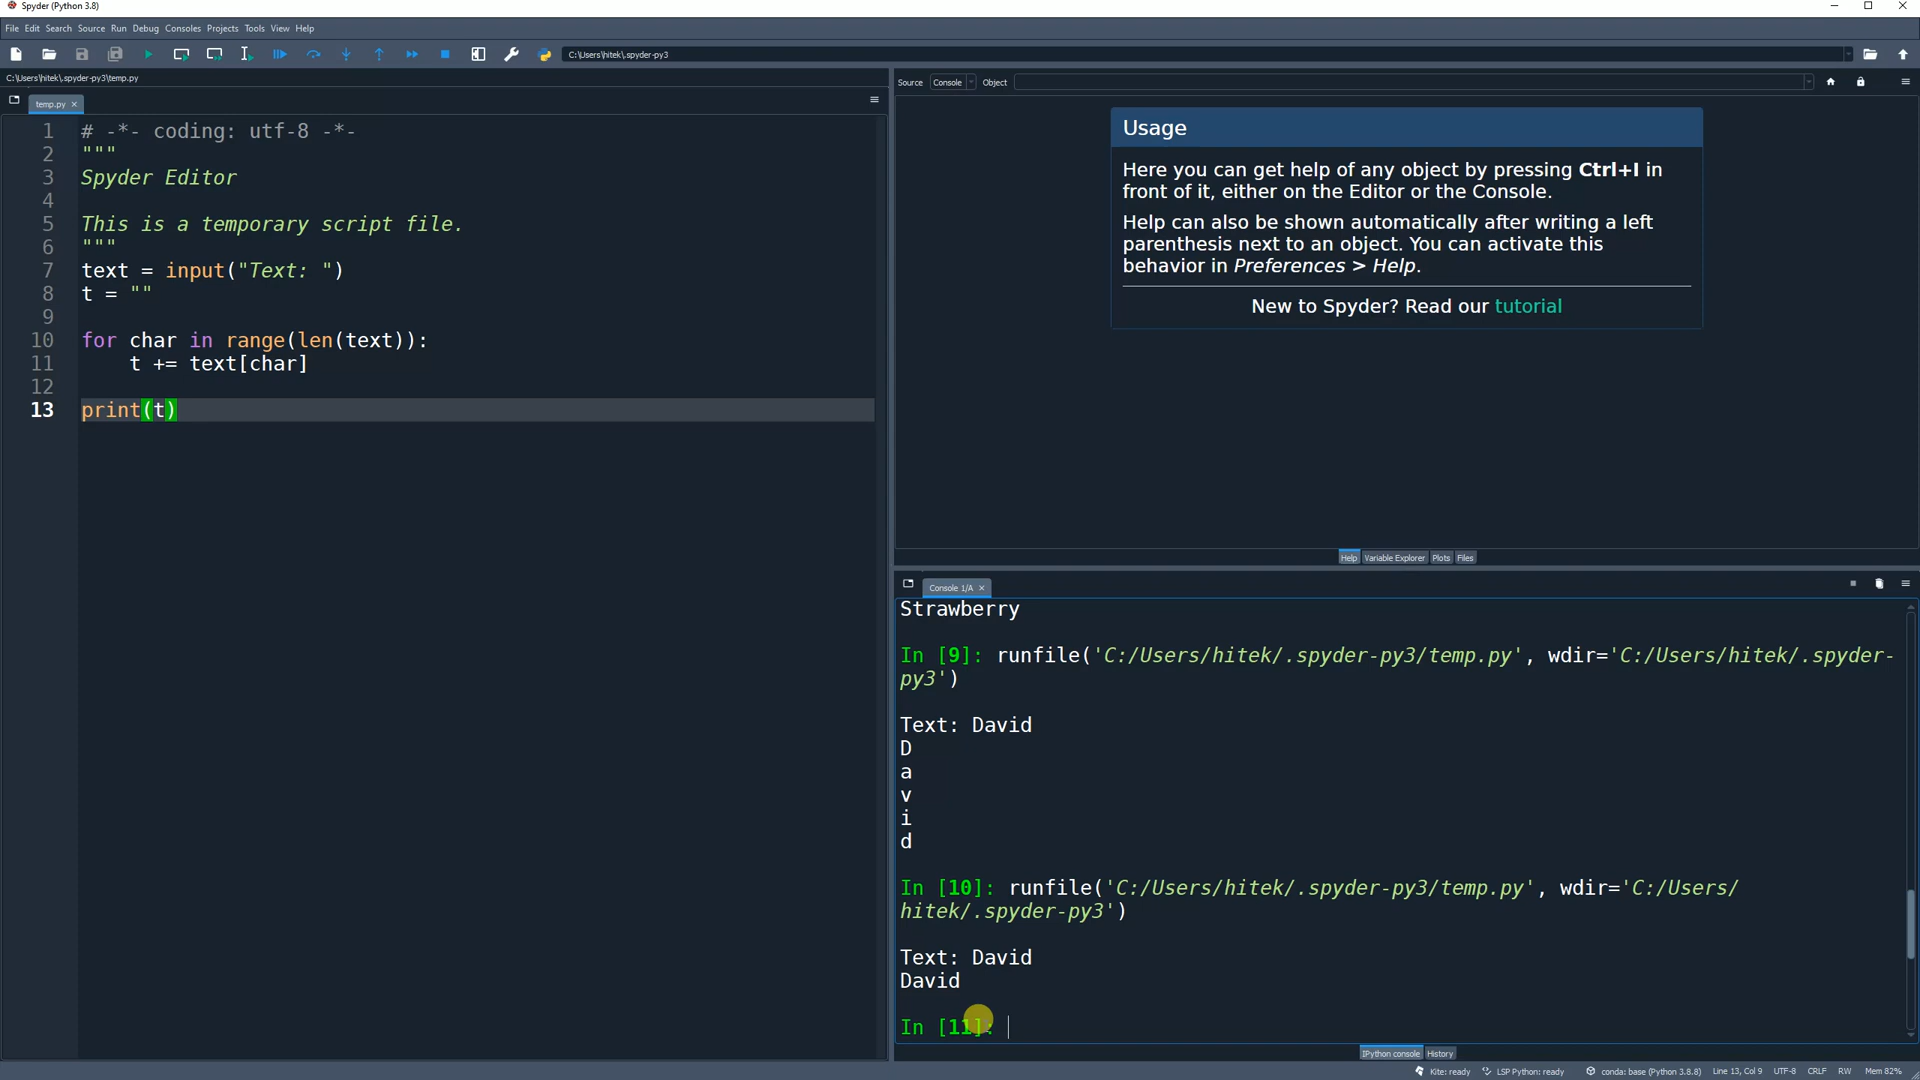 Spyder (Python 3.8)
File Edit Search Source Run Debug Consoles Projects Tools View Help
C:\Users\hitek\.spyder-py3
C:\Users\hitek\.spyder-py3\temp.py
temp.py
1 # -*- coding: utf-8 -*-
2 """
3 Spyder Editor
4
5 This is a temporary script file.
6 """
7 text = input("Text: ")
8 t = ""
9
10 for char in range(len(text)):
11     t += text[char]
12
13 print(t)
Source Console Object
Usage
Here you can get help of any object by pressing Ctrl+I in
front of it, either on the Editor or the Console.
Help can also be shown automatically after writing a left
parenthesis next to an object. You can activate this
behavior in Preferences > Help.
New to Spyder? Read our tutorial
Help Variable Explorer Plots Files
Console 1/A
Strawberry
In [9]: runfile('C:/Users/hitek/.spyder-py3/temp.py', wdir='C:/Users/hitek/.spyder-
py3')
Text: David
D
a
v
i
d
In [10]: runfile('C:/Users/hitek/.spyder-py3/temp.py', wdir='C:/Users/
hitek/.spyder-py3')
Text: David
David
In [11]:
IPython console History
Kite: ready LSP Python: ready conda: base (Python 3.8.8) Line 13, Col 9 UTF-8 CRLF RW Mem 82%